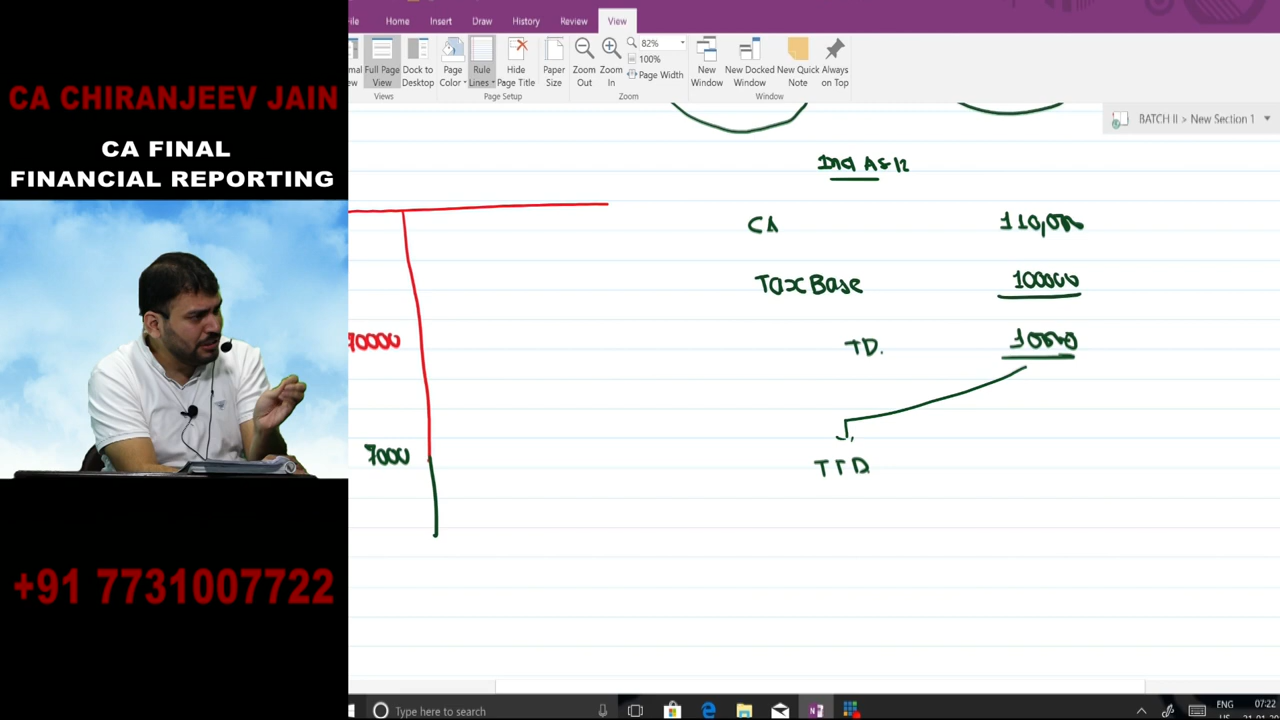 CA CHIRANJEEV JAIN
CA FINAL
FINANCIAL REPORTING
+91 7731007722
File Home Insert Draw History Review View
Full Page View
Dock to Desktop
Page Color
Rule Lines
Hide Page Title
Paper Size
Zoom Out
Zoom In
82%
100%
Page Width
New Window
New Docked Window
New Quick Note
Always on Top
Views Page Setup Zoom Window
BATCH II > New Section 1
Ind AS 12
CA 110,000
Tax Base 100000
TD. 10000
TTD
70000
7000
Type here to search
ENG
US
07:22